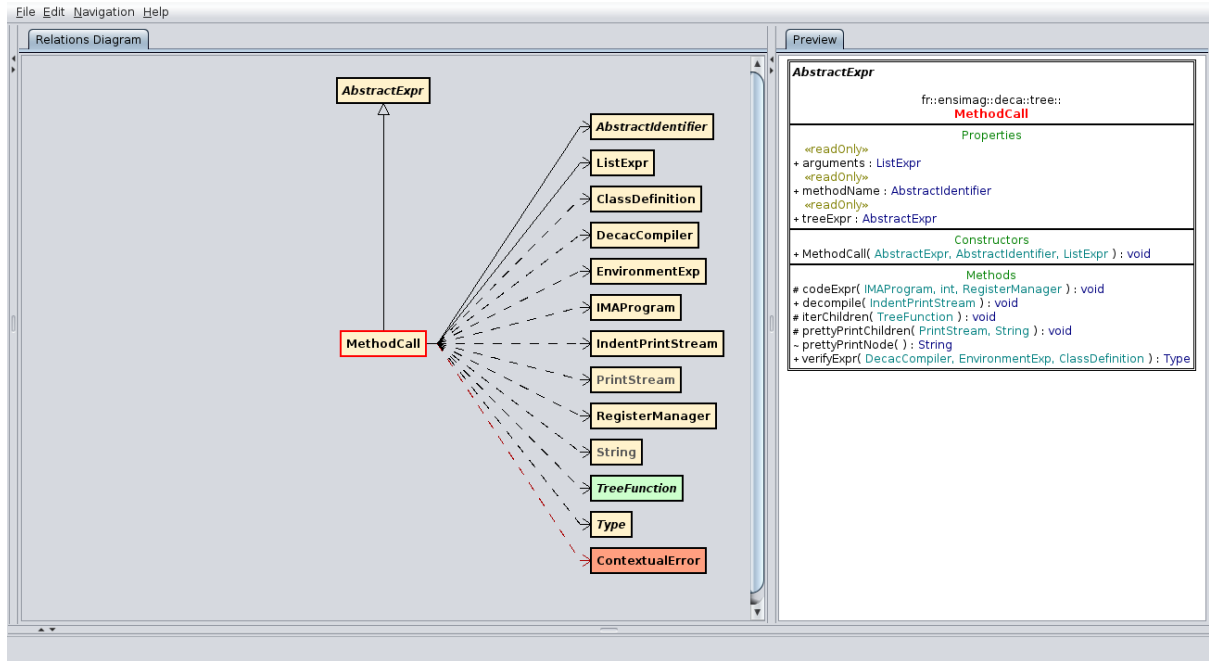 File Edit Navigation Help
Relations Diagram
AbstractExpr
AbstractIdentifier
ListExpr
ClassDefinition
DecacCompiler
EnvironmentExp
IMAProgram
MethodCall
IndentPrintStream
PrintStream
RegisterManager
String
TreeFunction
Type
ContextualError
Preview
AbstractExpr
fr::ensimag::deca::tree::
MethodCall
Properties
«readOnly»
+ arguments : ListExpr
«readOnly»
+ methodName : AbstractIdentifier
«readOnly»
+ treeExpr : AbstractExpr
Constructors
+ MethodCall( AbstractExpr, AbstractIdentifier, ListExpr ) : void
Methods
# codeExpr( IMAProgram, int, RegisterManager ) : void
+ decompile( IndentPrintStream ) : void
# iterChildren( TreeFunction ) : void
# prettyPrintChildren( PrintStream, String ) : void
~ prettyPrintNode( ) : String
+ verifyExpr( DecacCompiler, EnvironmentExp, ClassDefinition ) : Type